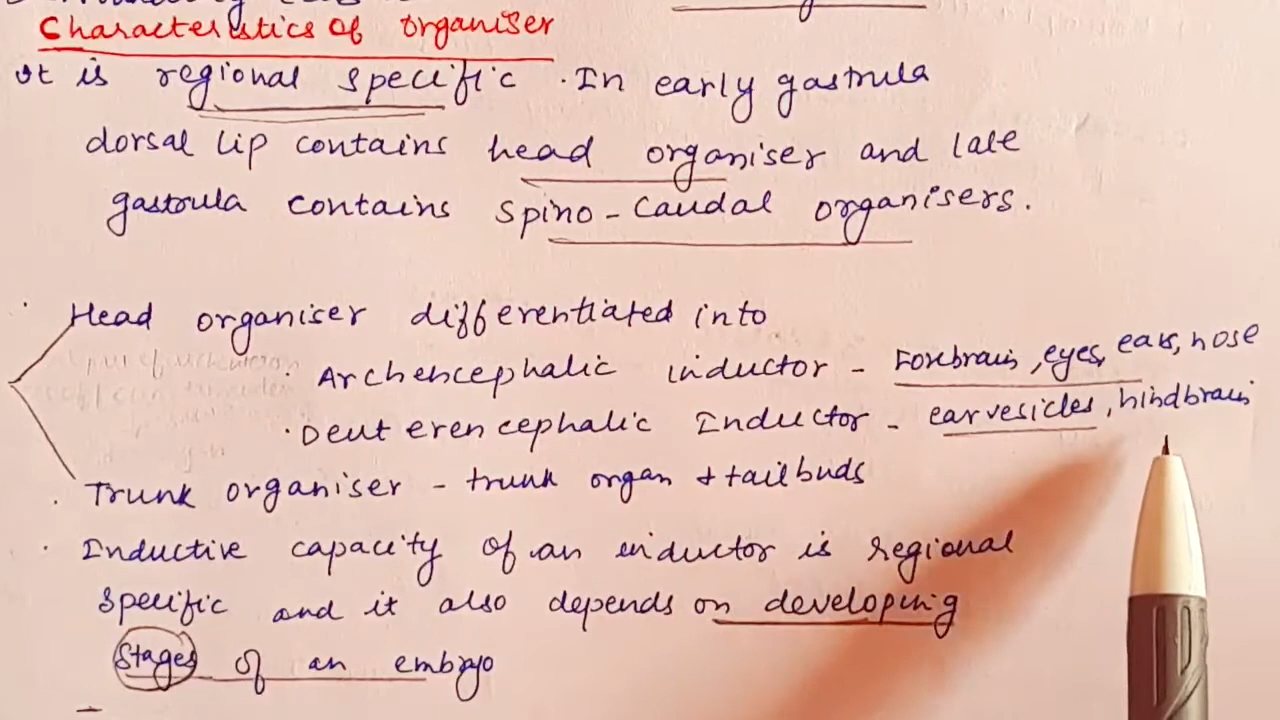 Characteristics of organiser
It is regional specific. In early gastrula
dorsal lip contains head organiser and late
gastrula contains Spino-Caudal organisers.
Head organiser differentiated into
Archencephalic inductor - Forebrain, eyes, ears, nose
Deuterencephalic Inductor - ear vesicles, hindbrain
Trunk organiser - trunk organ + tailbuds
Inductive capacity of an inductor is regional
specific and it also depends on developing
Stages of an embryo